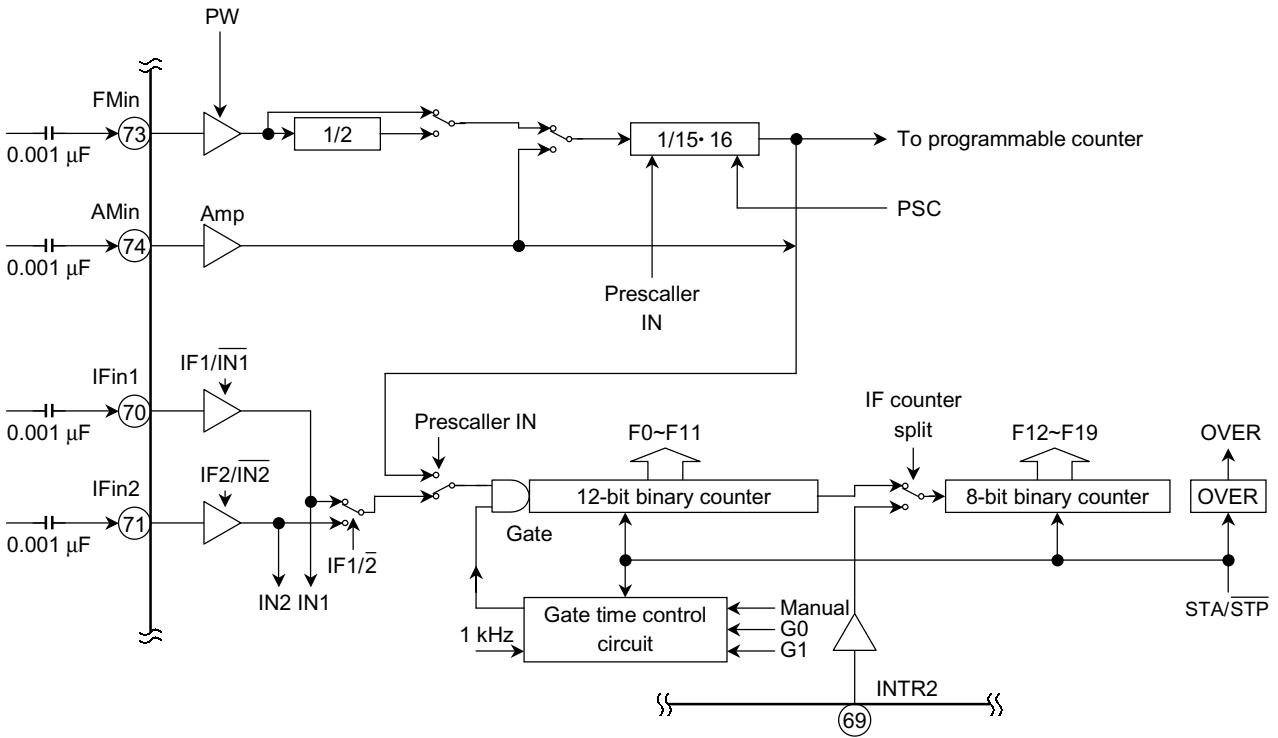 PW
FMin
73
0.001 μF
1/2
1/15• 16
To programmable counter
PSC
AMin
Amp
74
0.001 μF
Prescaller
IN
IF1/IN1
IFin1
70
0.001 μF
Prescaller IN
IF counter
split
F0~F11
F12~F19
OVER
IF2/IN2
IFin2
71
0.001 μF
12-bit binary counter
8-bit binary counter
OVER
Gate
IF1/2
IN2 IN1
STA/STP
Gate time control
circuit
1 kHz
Manual
G0
G1
INTR2
69